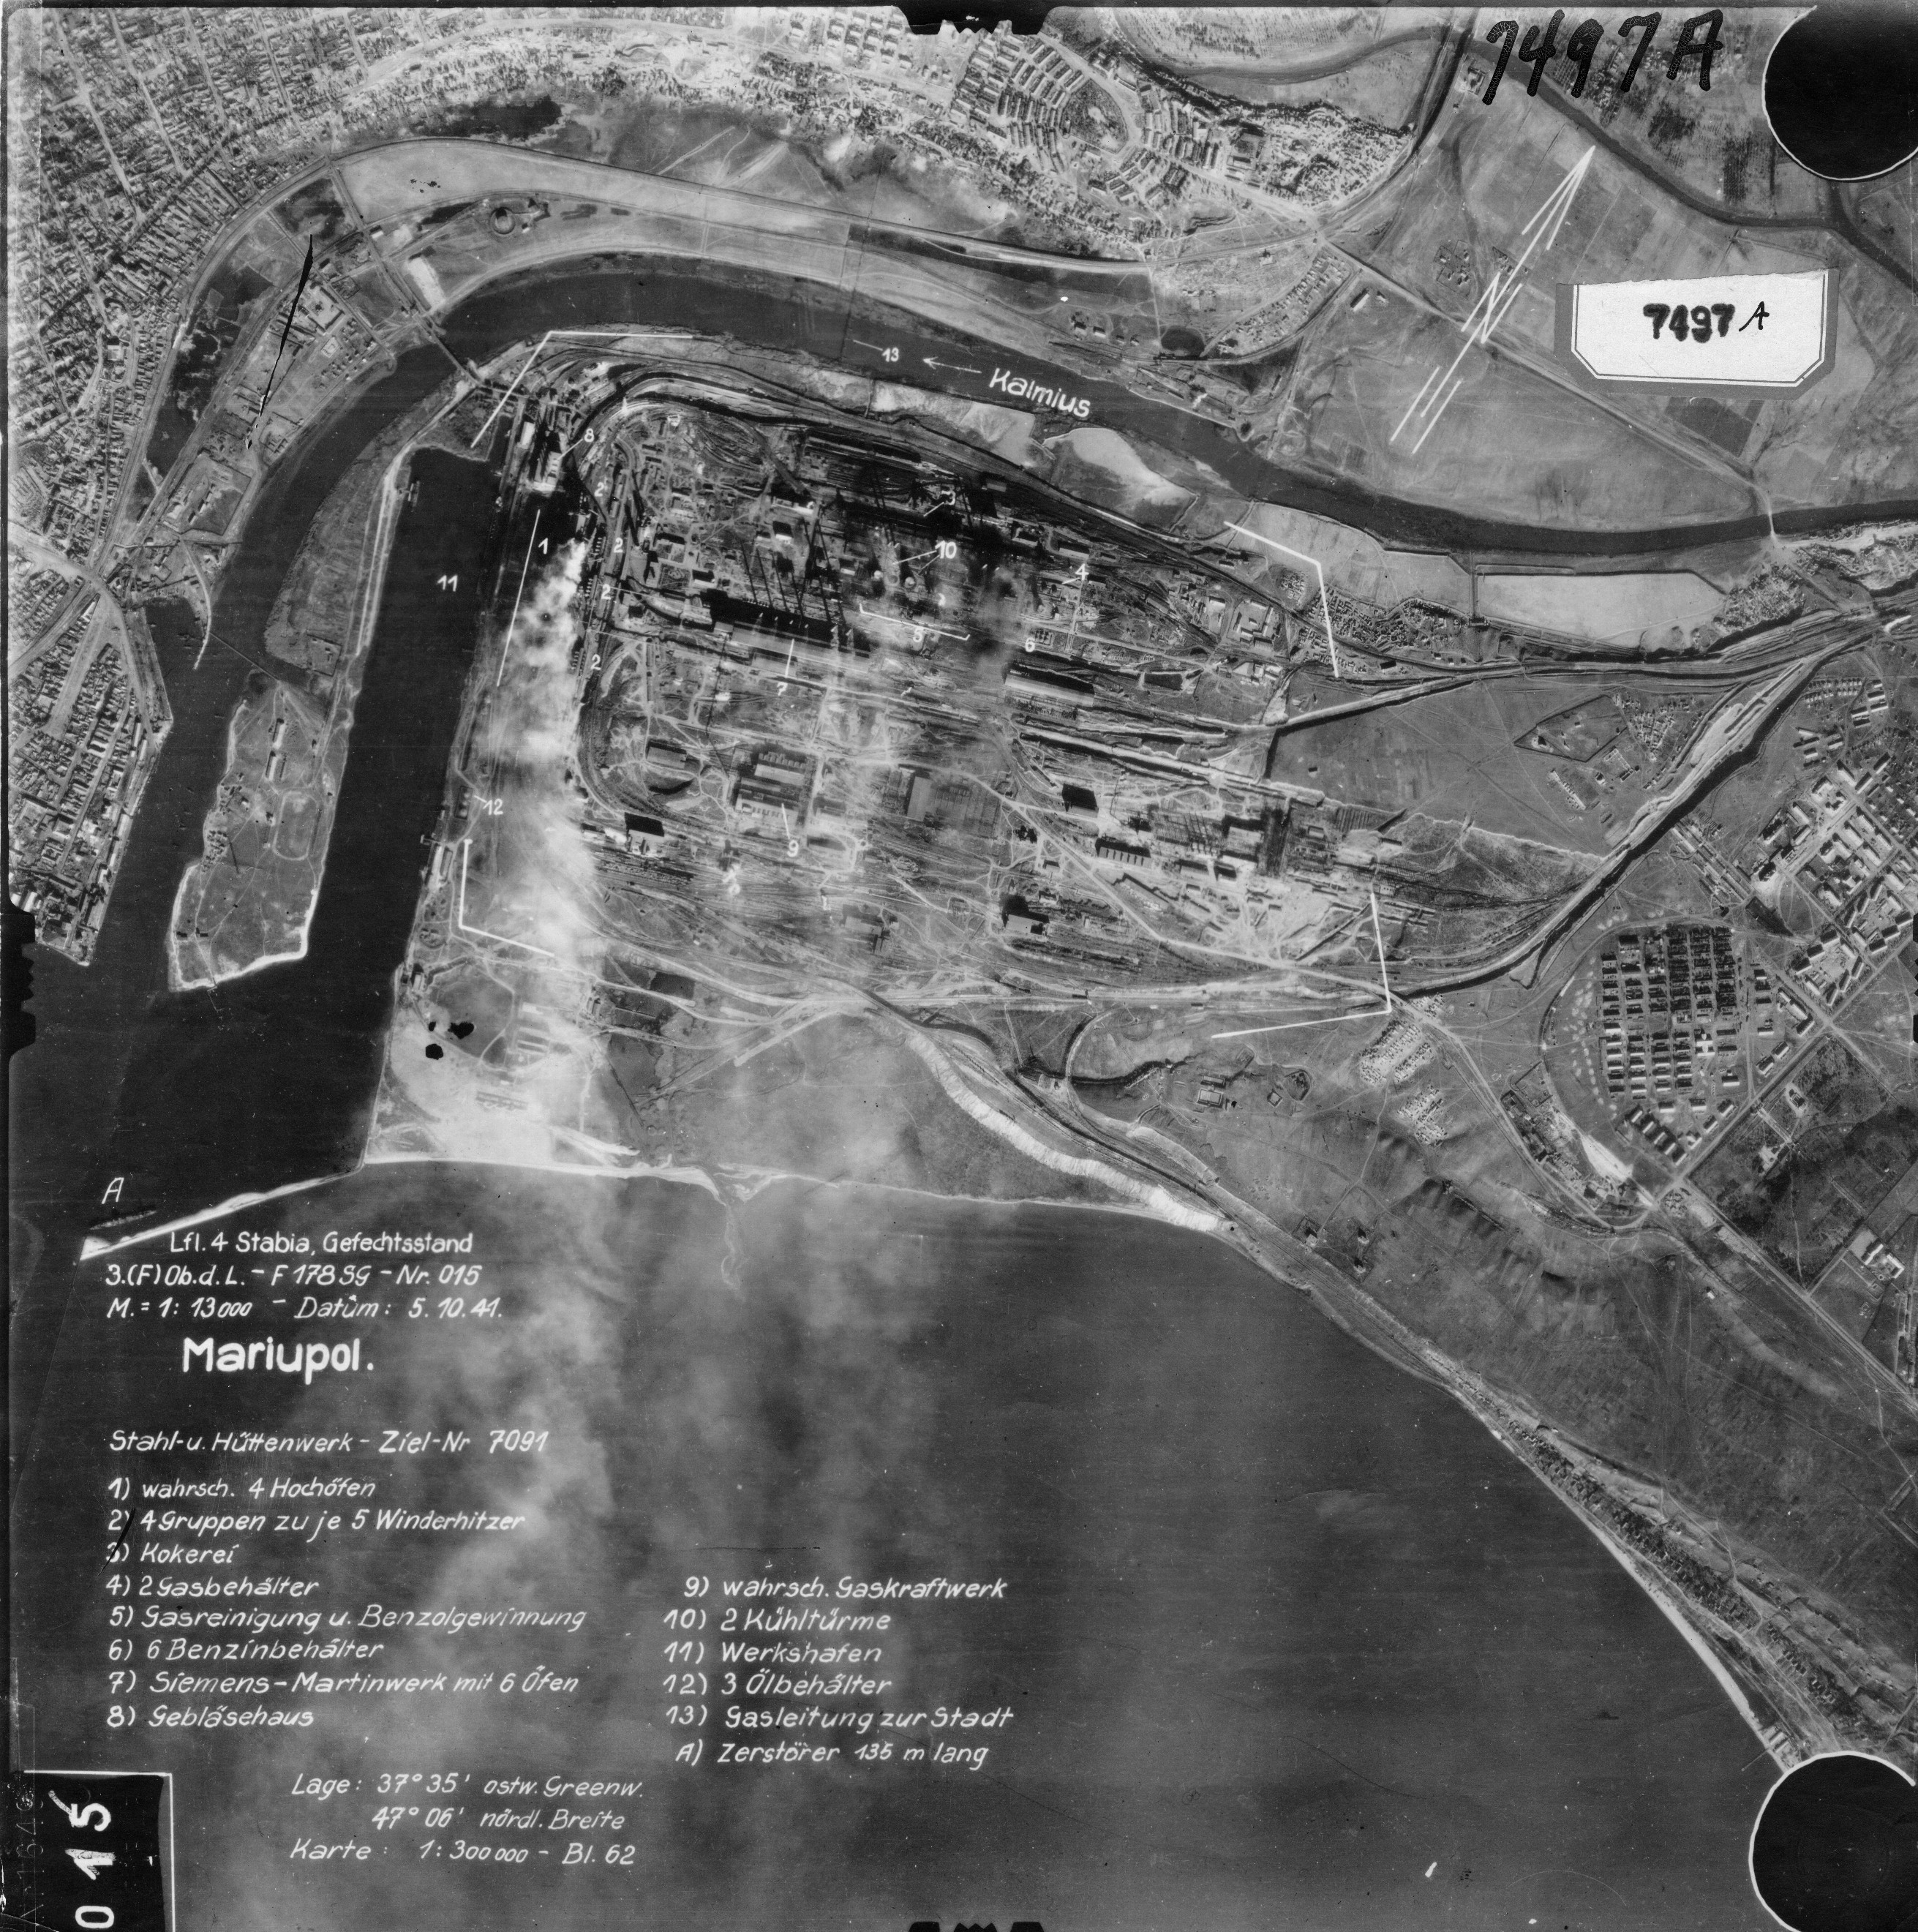 7497 A
7497 A
N
13
Kalmius
8
3
2
1
2
10
11
4
2
5
6
2
7
12
9
A
Lfl. 4 Stabia, Gefechtsstand
3.(F) Ob.d.L. – F 178 SG – Nr. 015
M. = 1 : 13000 – Datum : 5. 10. 41.
Mariupol.
Stahl- u. Hüttenwerk – Ziel-Nr 7091
1) wahrsch. 4 Hochöfen
2) 4 Gruppen zu je 5 Winderhitzer
3) Kokerei
4) 2 Gasbehälter
5) Gasreinigung u. Benzolgewinnung
6) 6 Benzinbehälter
7) Siemens-Martinwerk mit 6 Öfen
8) Gebläsehaus
9) wahrsch. Gaskraftwerk
10) 2 Kühltürme
11) Werkshafen
12) 3 Ölbehälter
13) Gasleitung zur Stadt
A) Zerstörer 135 m lang
Lage : 37° 35' ostw. Greenw.
47° 06' nördl. Breite
Karte : 1 : 300000 – Bl. 62
015